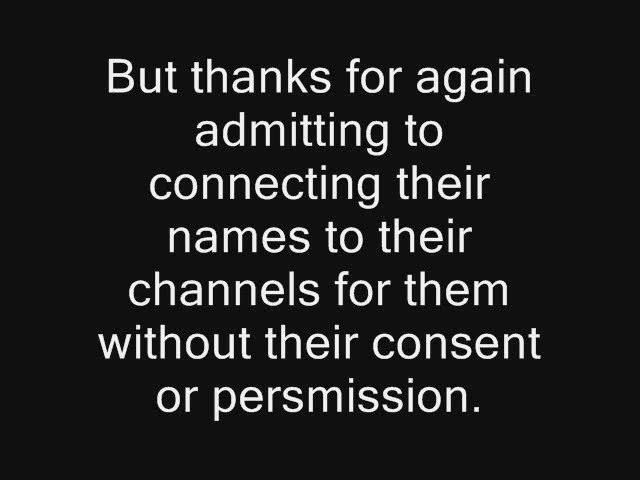 But thanks for again
admitting to
connecting their
names to their
channels for them
without their consent
or persmission.